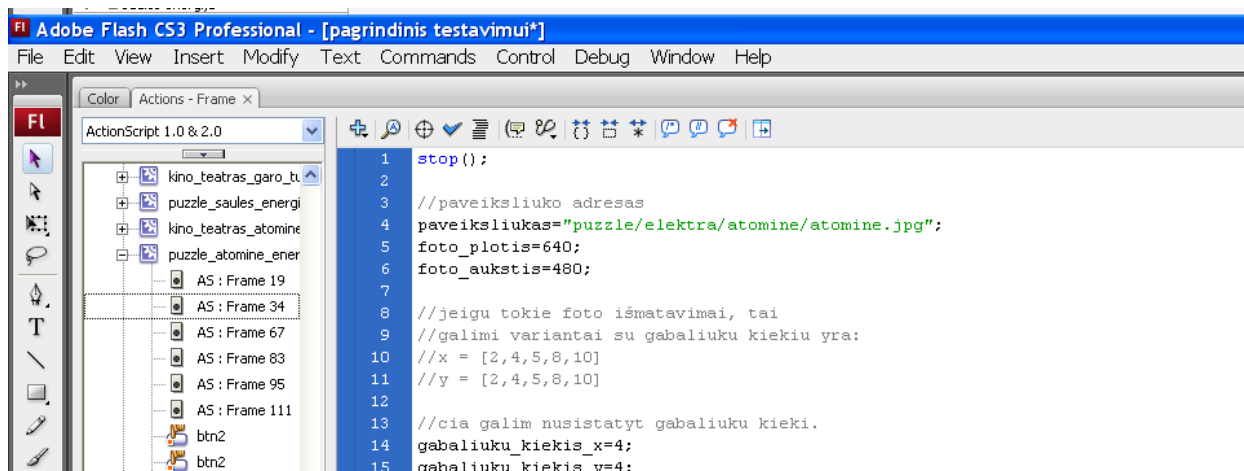 Adobe Flash CS3 Professional - [pagrindinis testavimui*]
File Edit View Insert Modify Text Commands Control Debug Window Help
Color Actions - Frame
Fl
ActionScript 1.0 & 2.0
kino_teatras_garo_tu
puzzle_saules_energi
kino_teatras_atomine
puzzle_atomine_ener
AS : Frame 19
AS : Frame 34
AS : Frame 67
AS : Frame 83
AS : Frame 95
AS : Frame 111
btn2
btn2
1 stop();
2
3 //paveiksliuko adresas
4 paveiksliukas="puzzle/elektra/atomine/atomine.jpg";
5 foto_plotis=640;
6 foto_aukstis=480;
7
8 //jeigu tokie foto išmatavimai, tai
9 //galimi variantai su gabaliuku kiekiu yra:
10 //x = [2,4,5,8,10]
11 //y = [2,4,5,8,10]
12
13 //cia galim nusistatyt gabaliuku kieki.
14 gabaliuku_kiekis_x=4;
15 gabaliuku_kiekis_y=4;